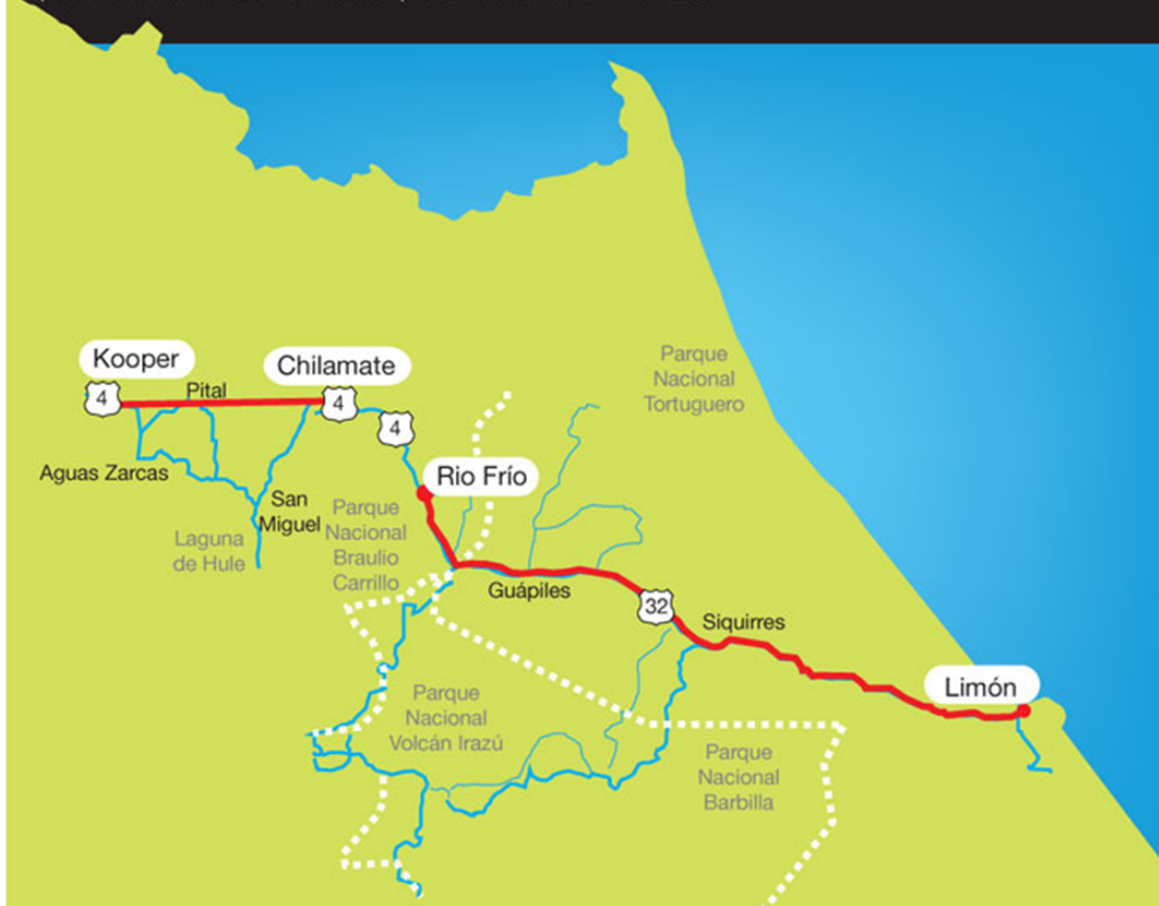 Kooper
Chilamate
4
Pital
4
4
Parque
Nacional
Tortuguero
Aguas Zarcas
Rio Frío
San
Miguel
Laguna
de Hule
Parque
Nacional
Braulio
Carrillo
Guápiles
32
Siquirres
Limón
Parque
Nacional
Volcán Irazú
Parque
Nacional
Barbilla